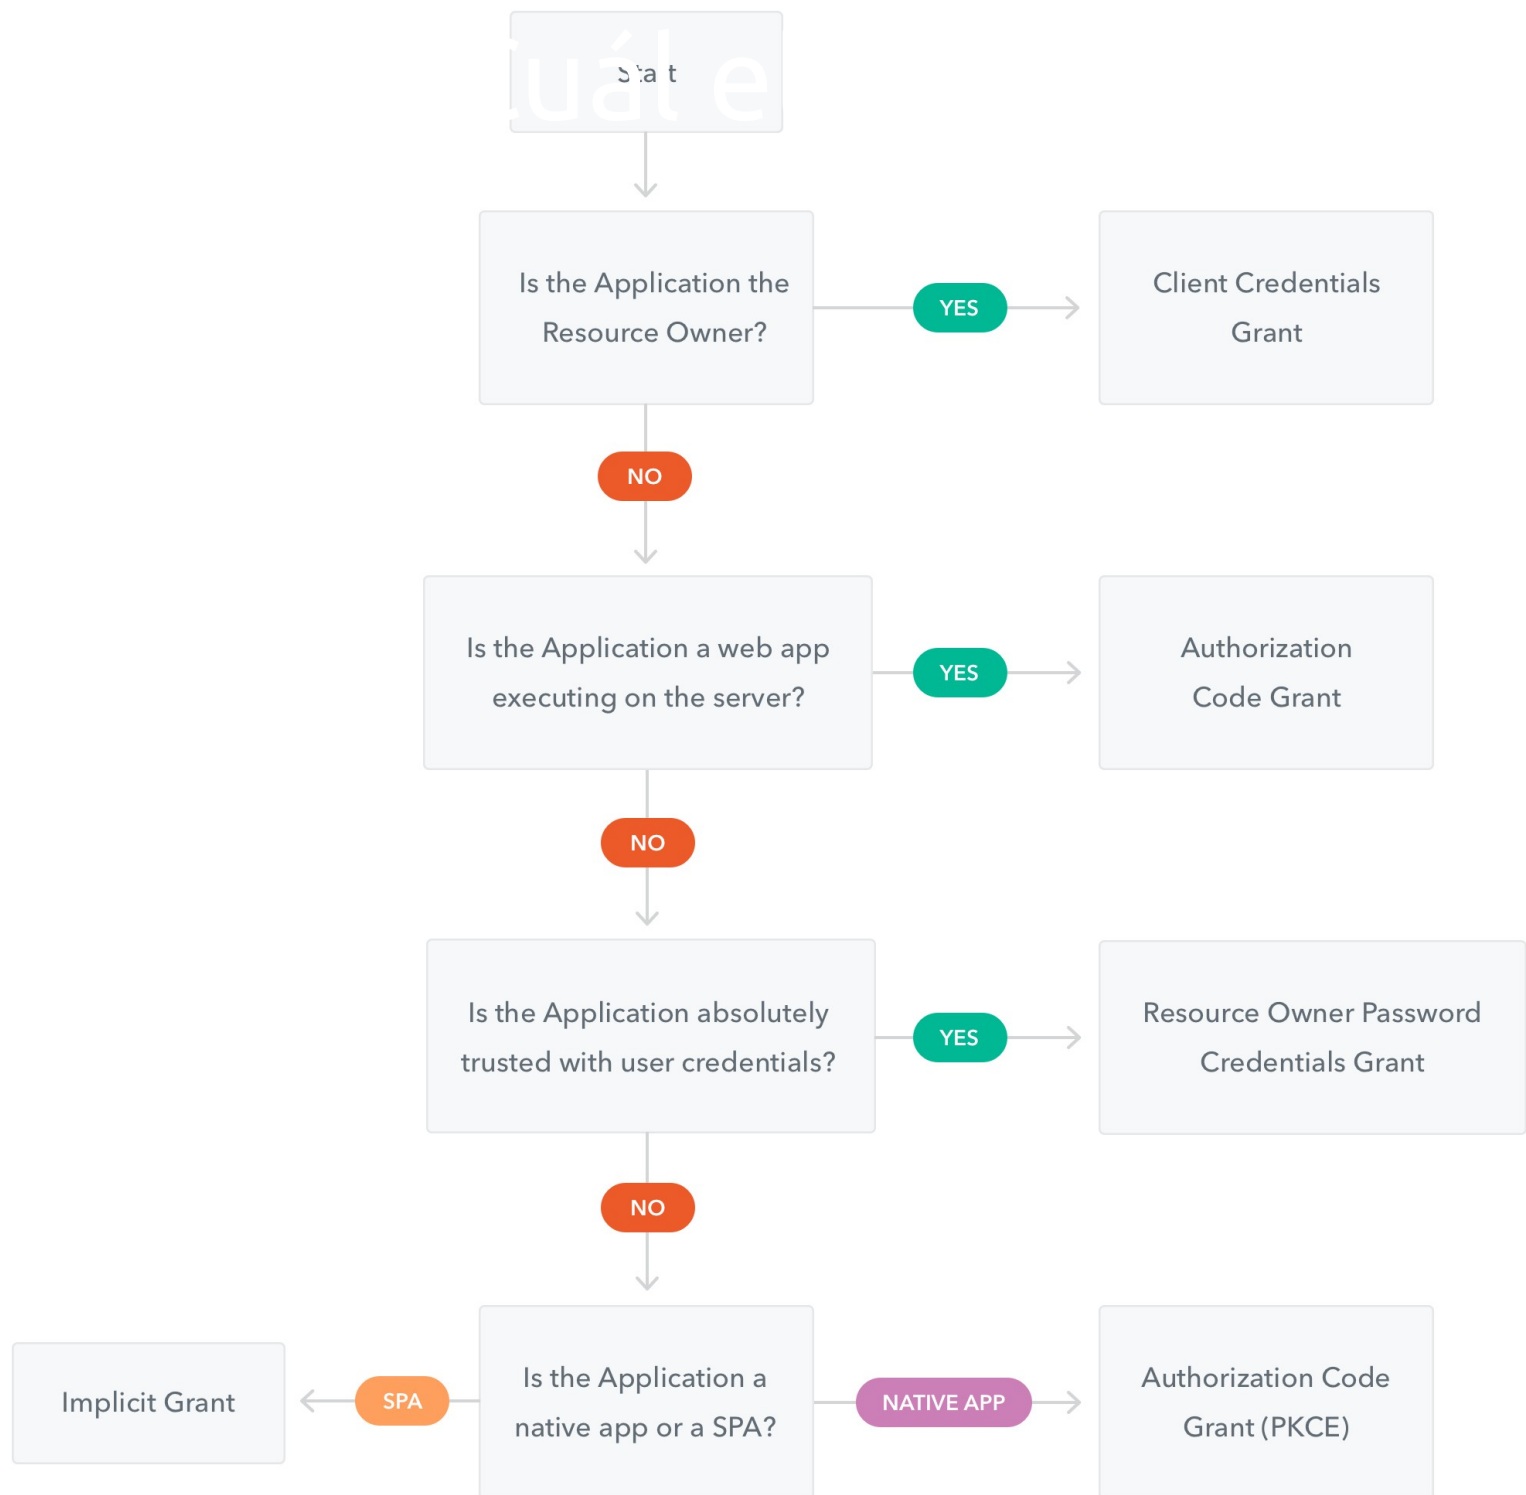 Cuál e
Start
Is the Application the
Resource Owner?
YES
Client Credentials
Grant
NO
Is the Application a web app
executing on the server?
YES
Authorization
Code Grant
NO
Is the Application absolutely
trusted with user credentials?
YES
Resource Owner Password
Credentials Grant
NO
Implicit Grant
SPA
Is the Application a
native app or a SPA?
NATIVE APP
Authorization Code
Grant (PKCE)